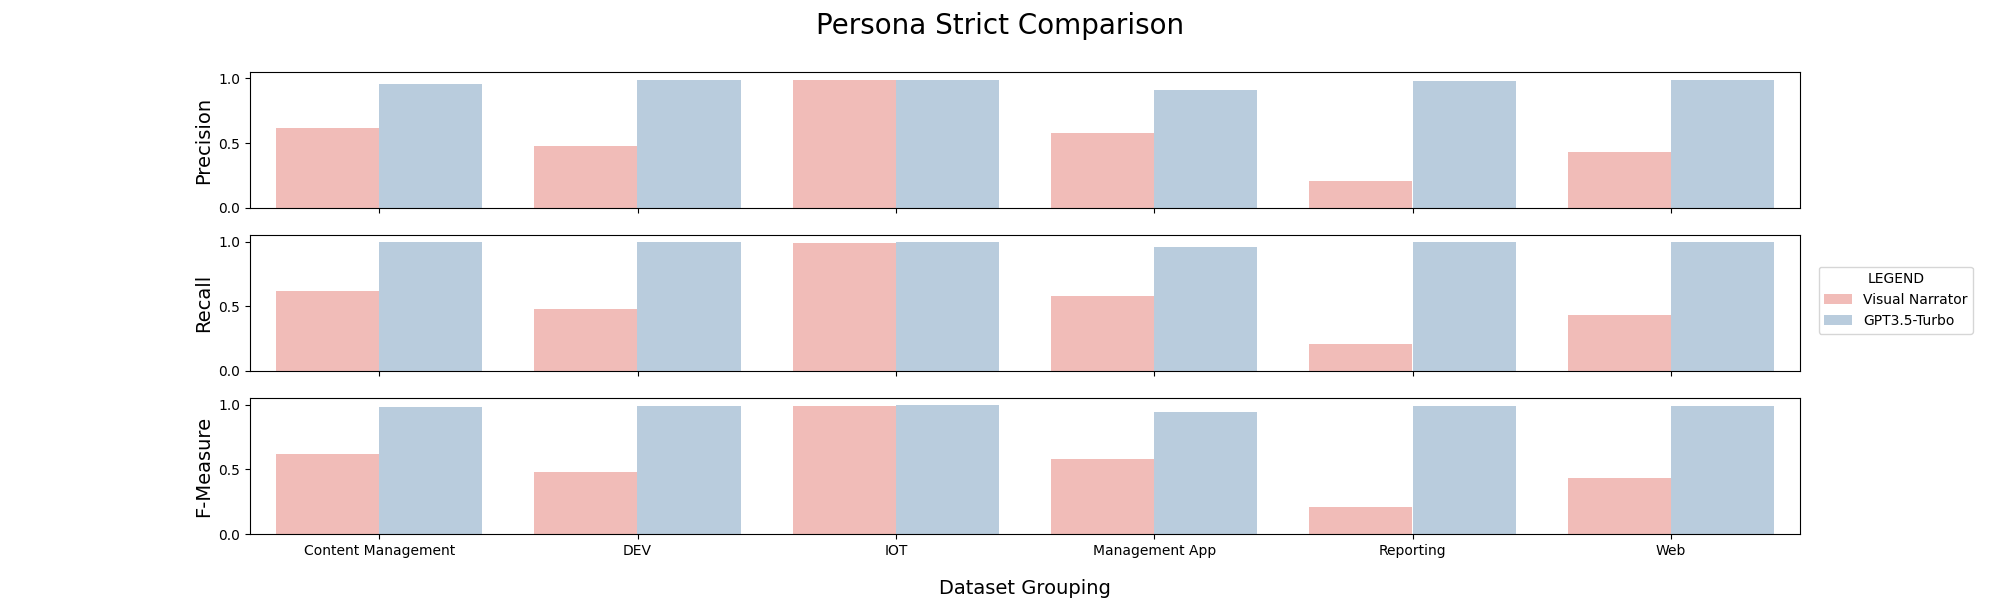 Persona Strict Comparison
Precision
1.0
0.5
0.0
Recall
1.0
0.5
0.0
LEGEND
Visual Narrator
GPT3.5-Turbo
F-Measure
1.0
0.5
0.0
Content Management
DEV
IOT
Management App
Reporting
Web
Dataset Grouping